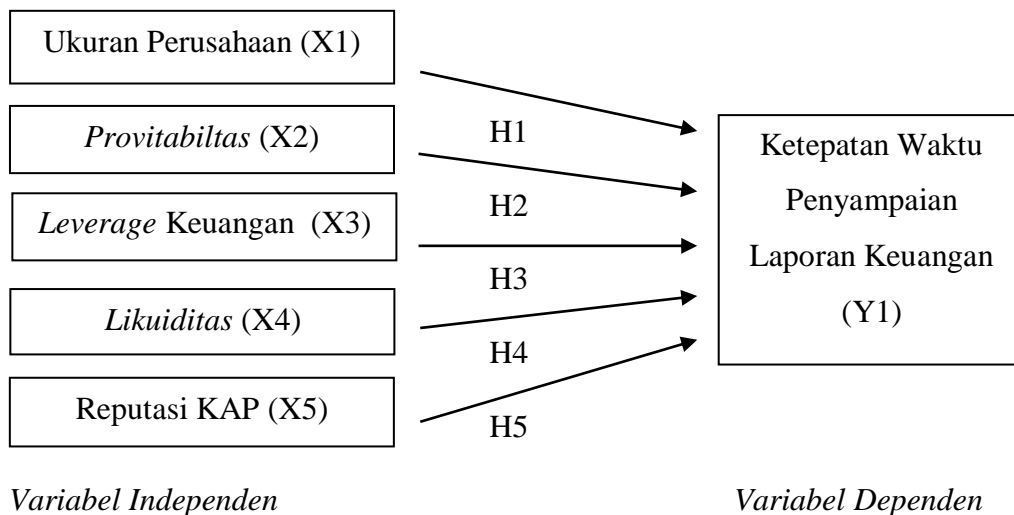 Ukuran Perusahaan (X1)
Provitabiltas (X2)
Leverage Keuangan (X3)
Likuiditas (X4)
Reputasi KAP (X5)
H1
H2
H3
H4
H5
Ketepatan Waktu
Penyampaian
Laporan Keuangan
(Y1)
Variabel Independen
Variabel Dependen